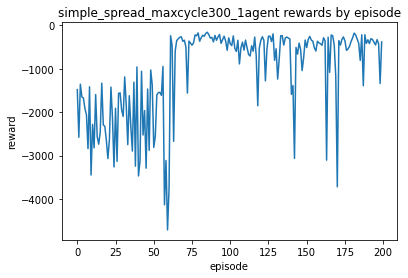 simple_spread_maxcycle300_1agent rewards by episode
0
−1000
−2000
−3000
−4000
reward
0 25 50 75 100 125 150 175 200
episode